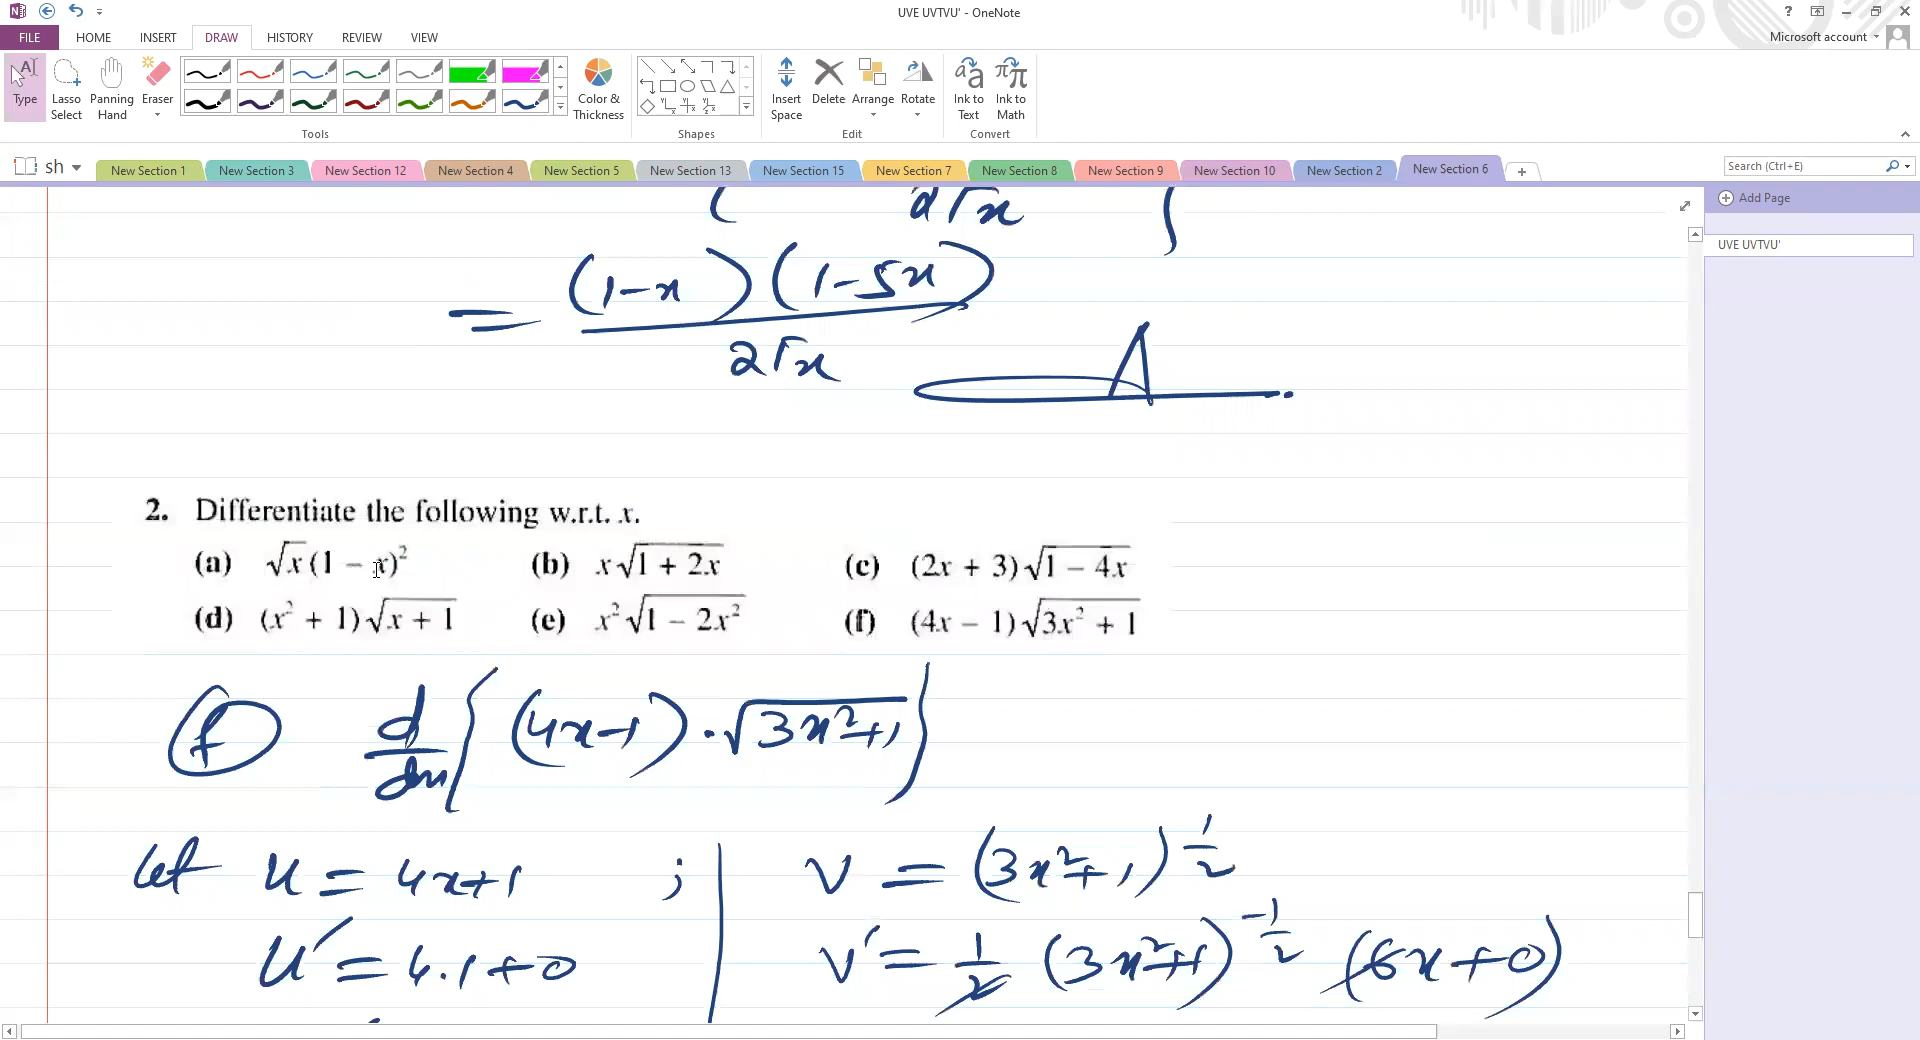 UVE UVTVU' - OneNote
Microsoft account
FILE HOME INSERT DRAW HISTORY REVIEW VIEW
Type Lasso Select Panning Hand Eraser Color & Thickness Insert Space Delete Arrange Rotate Ink to Text Ink to Math
Tools Shapes Edit Convert
sh New Section 1 New Section 3 New Section 12 New Section 4 New Section 5 New Section 13 New Section 15 New Section 7 New Section 8 New Section 9 New Section 10 New Section 2 New Section 6
Search (Ctrl+E)
Add Page
UVE UVTVU'
2√x
= (1-x)(1-5x)
2√x
A
2. Differentiate the following w.r.t. x.
(a) √x(1 − x)² (b) x√(1 + 2x) (c) (2x + 3)√(1 − 4x)
(d) (x² + 1)√(x + 1) (e) x²√(1 − 2x²) (f) (4x − 1)√(3x² + 1)
(f) d/dx { (4x-1) · √(3x²+1) }
let u = 4x+1 ; v = (3x²+1)^1/2
u' = 4.1+0 v' = 1/2 (3x²+1)^-1/2 (6x+0)